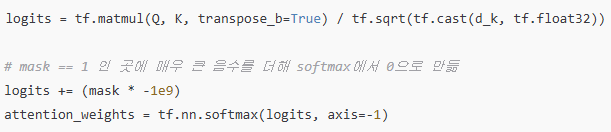 logits = tf.matmul(Q, K, transpose_b=True) / tf.sqrt(tf.cast(d_k, tf.float32))
# mask == 1 인 곳에 매우 큰 음수를 더해 softmax에서 0으로 만듦
logits += (mask * -1e9)
attention_weights = tf.nn.softmax(logits, axis=-1)